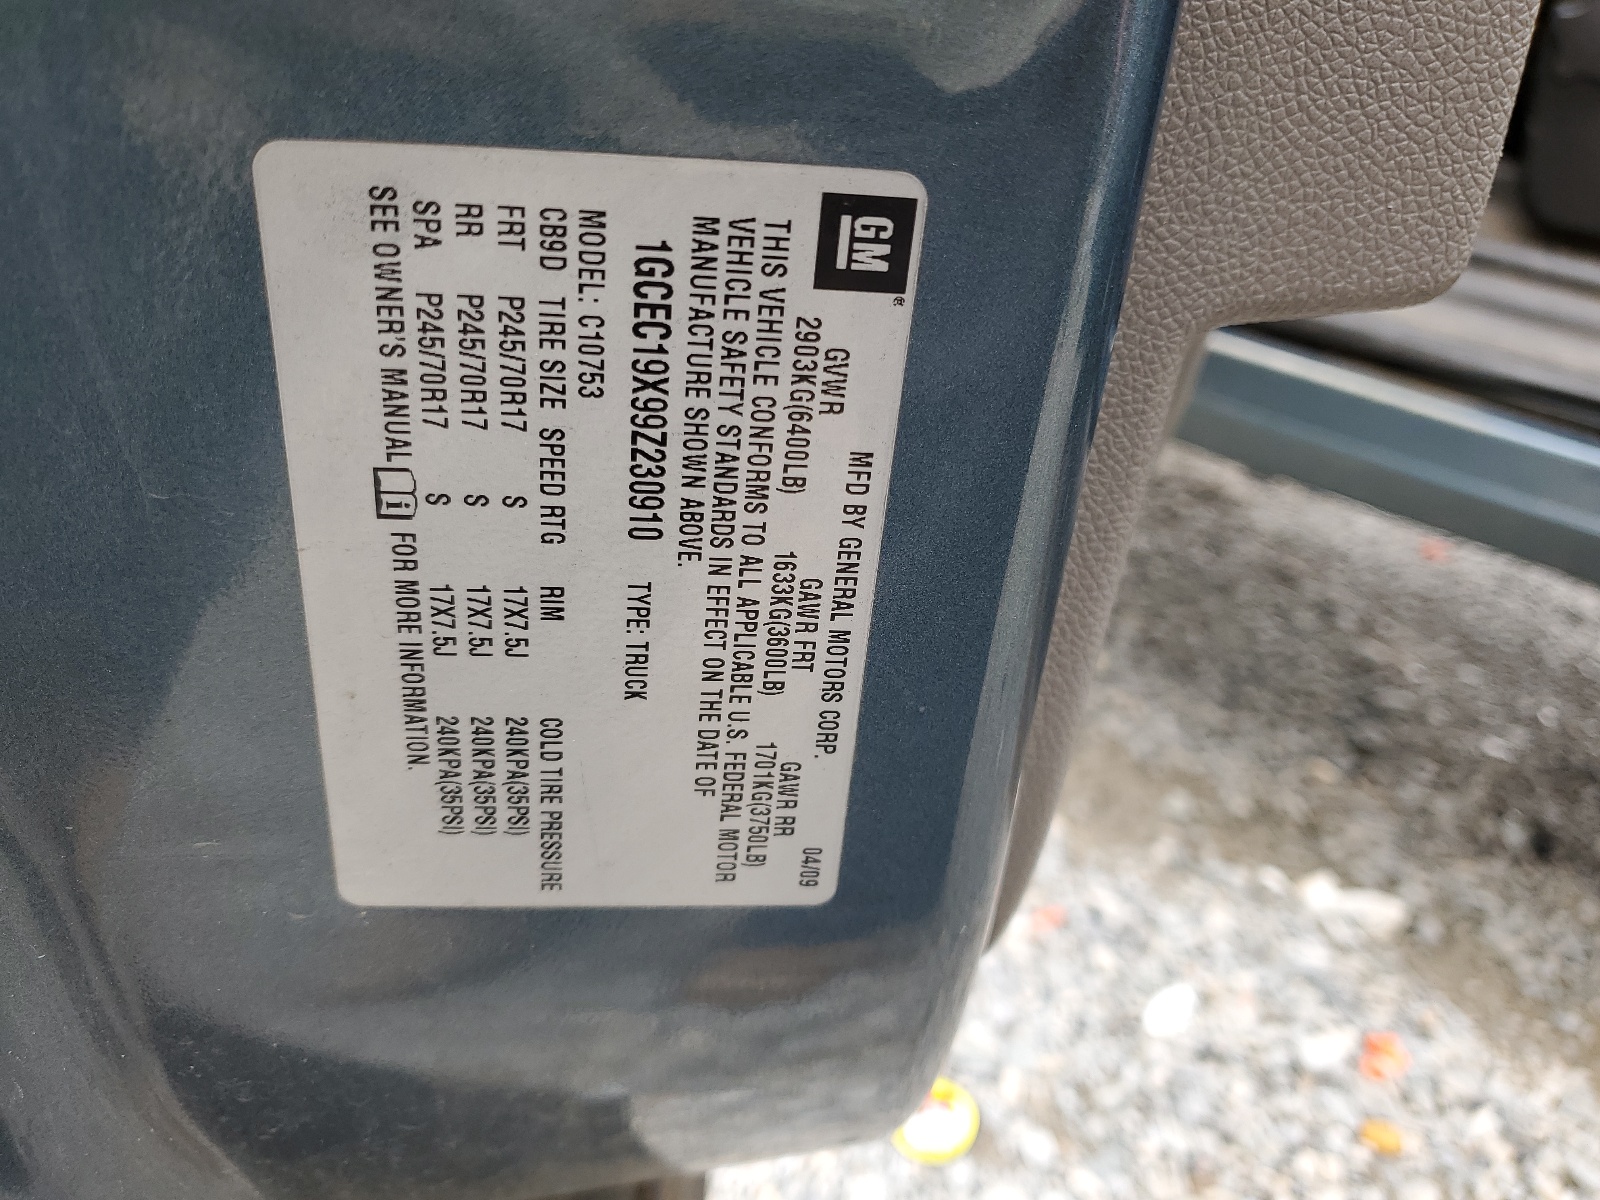 GM®
MFD BY GENERAL MOTORS CORP. 04/09
GVWR GAWR FRT GAWR RR
2903KG(6400LB) 1633KG(3600LB) 1701KG(3750LB)
THIS VEHICLE CONFORMS TO ALL APPLICABLE U.S. FEDERAL MOTOR
VEHICLE SAFETY STANDARDS IN EFFECT ON THE DATE OF
MANUFACTURE SHOWN ABOVE.
1GCEC19X99Z230910 TYPE: TRUCK
MODEL: C10753
CB9D TIRE SIZE SPEED RTG RIM COLD TIRE PRESSURE
FRT P245/70R17 S 17X7.5J 240KPA(35PSI)
RR P245/70R17 S 17X7.5J 240KPA(35PSI)
SPA P245/70R17 S 17X7.5J 240KPA(35PSI)
SEE OWNER'S MANUAL i FOR MORE INFORMATION.